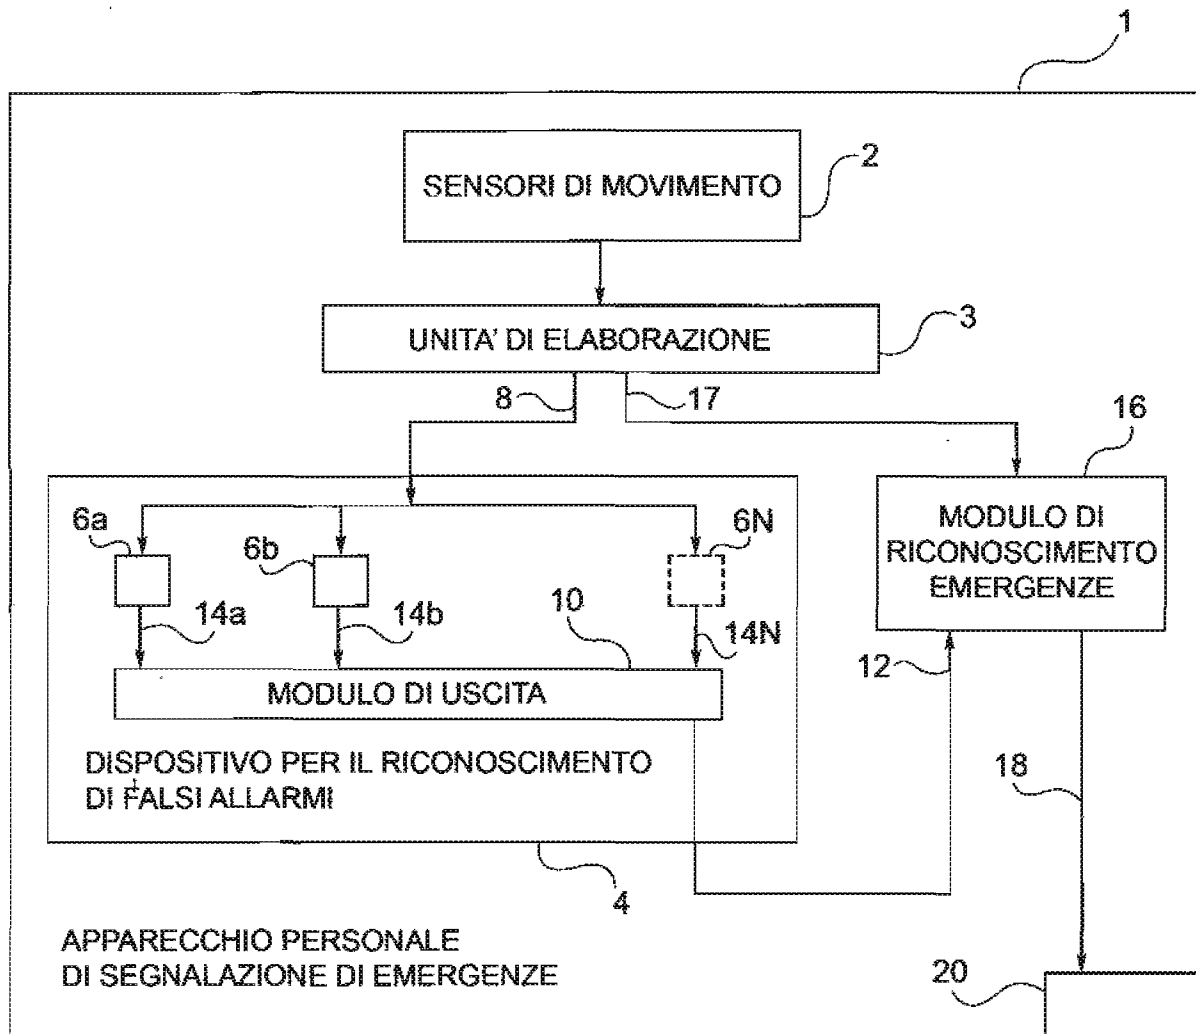 1
SENSORI DI MOVIMENTO
2
UNITA' DI ELABORAZIONE
3
8
17
16
6a
6b
6N
MODULO DI
RICONOSCIMENTO
EMERGENZE
14a
14b
10
14N
12
MODULO DI USCITA
DISPOSITIVO PER IL RICONOSCIMENTO
DI FALSI ALLARMI
18
4
APPARECCHIO PERSONALE
DI SEGNALAZIONE DI EMERGENZE
20